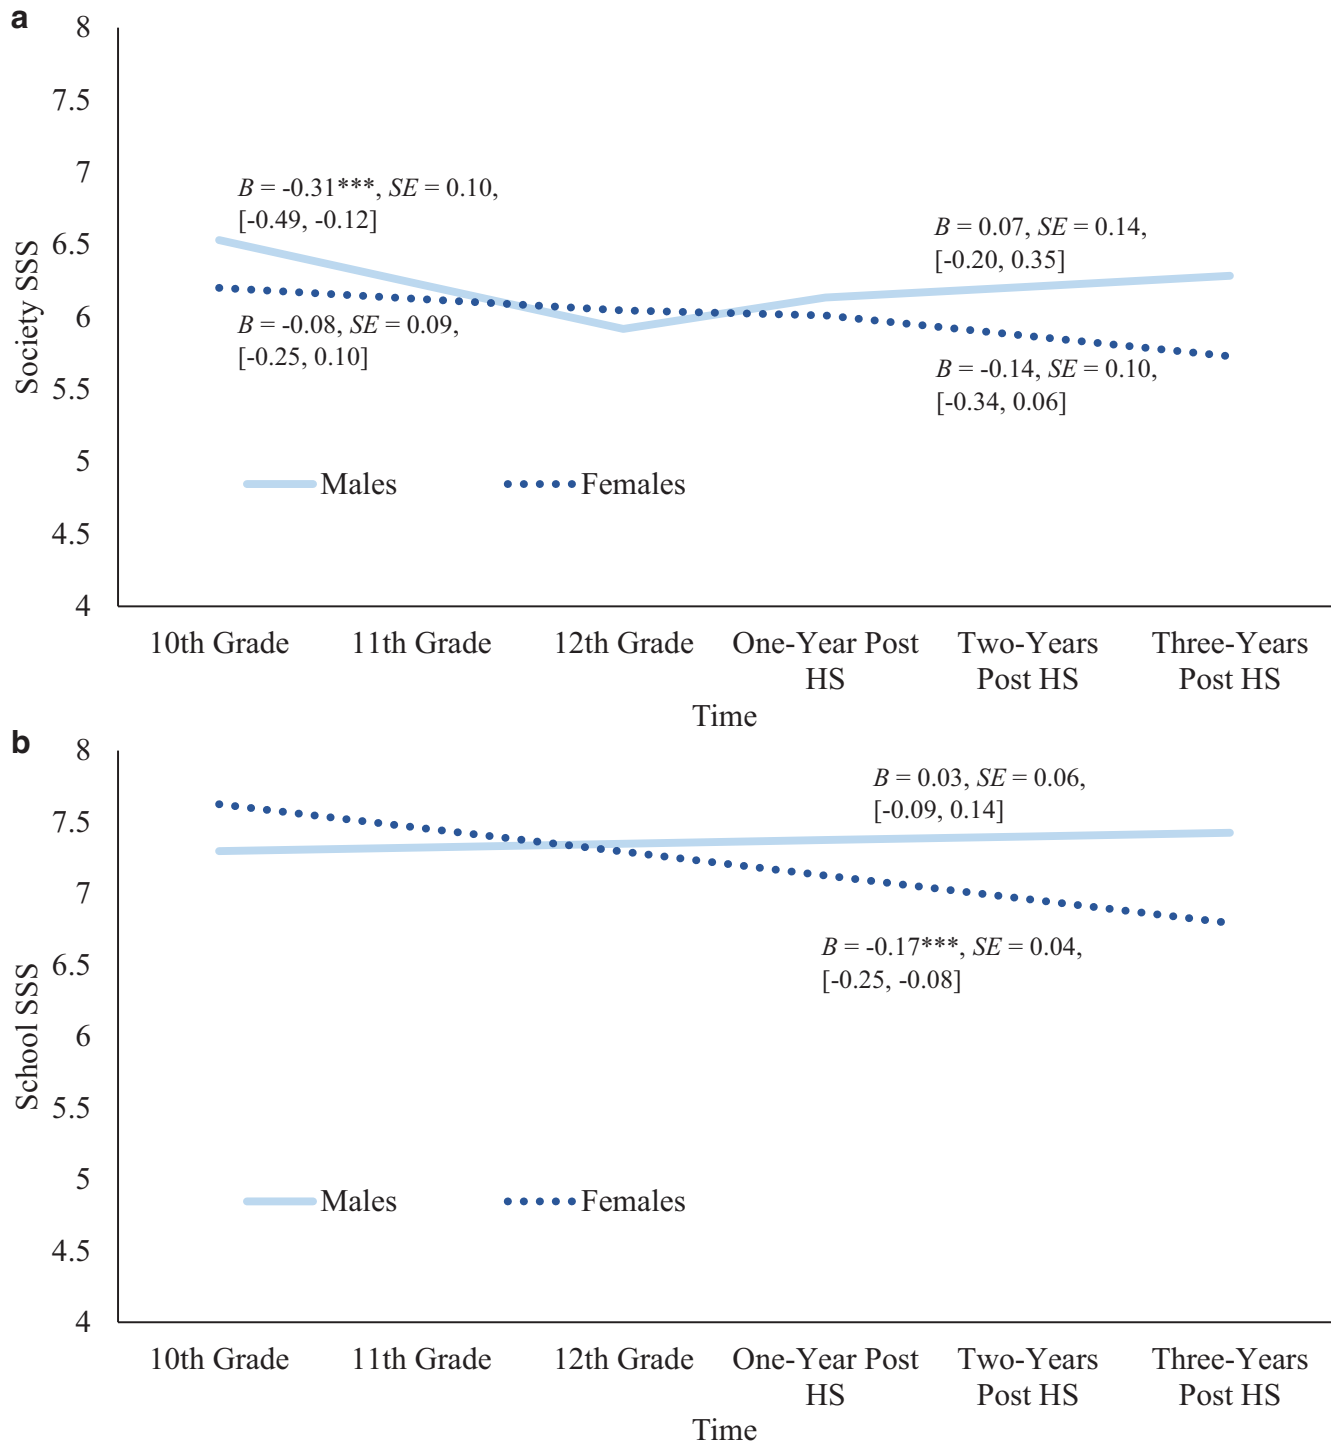 a
8
7.5
7
6.5
6
5.5
5
4.5
4
Society SSS
B = -0.31***, SE = 0.10,
[-0.49, -0.12]
B = -0.08, SE = 0.09,
[-0.25, 0.10]
B = 0.07, SE = 0.14,
[-0.20, 0.35]
B = -0.14, SE = 0.10,
[-0.34, 0.06]
Males
Females
10th Grade
11th Grade
12th Grade
One-Year Post
HS
Two-Years
Post HS
Three-Years
Post HS
Time
b
8
7.5
7
6.5
6
5.5
5
4.5
4
School SSS
B = 0.03, SE = 0.06,
[-0.09, 0.14]
B = -0.17***, SE = 0.04,
[-0.25, -0.08]
Males
Females
10th Grade
11th Grade
12th Grade
One-Year Post
HS
Two-Years
Post HS
Three-Years
Post HS
Time